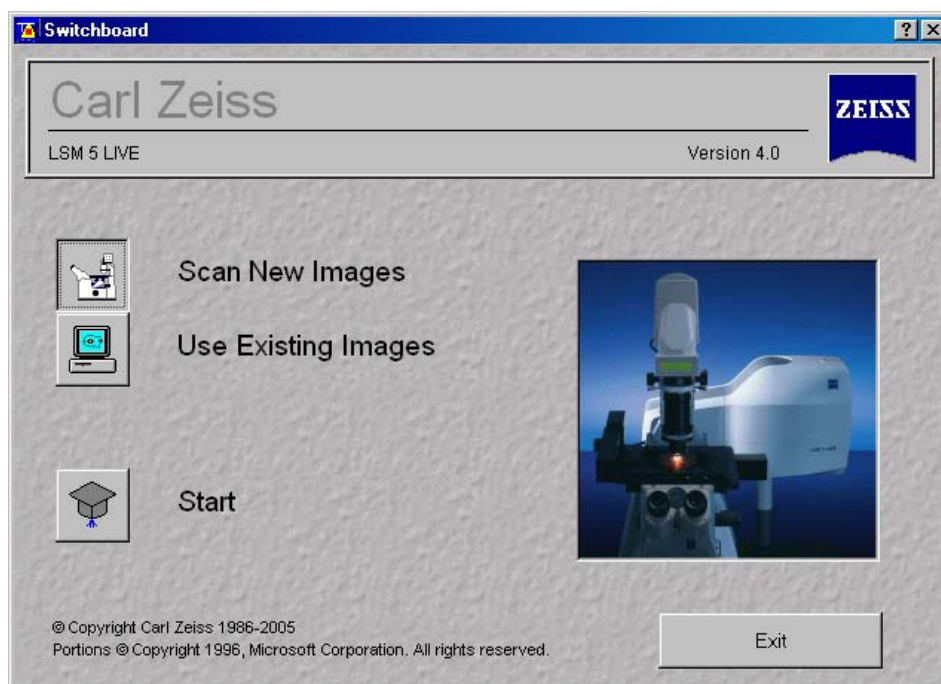 Switchboard
Carl Zeiss
ZEISS
LSM 5 LIVE
Version 4.0
Scan New Images
Use Existing Images
Start
© Copyright Carl Zeiss 1986-2005
Portions © Copyright 1996, Microsoft Corporation. All rights reserved.
Exit